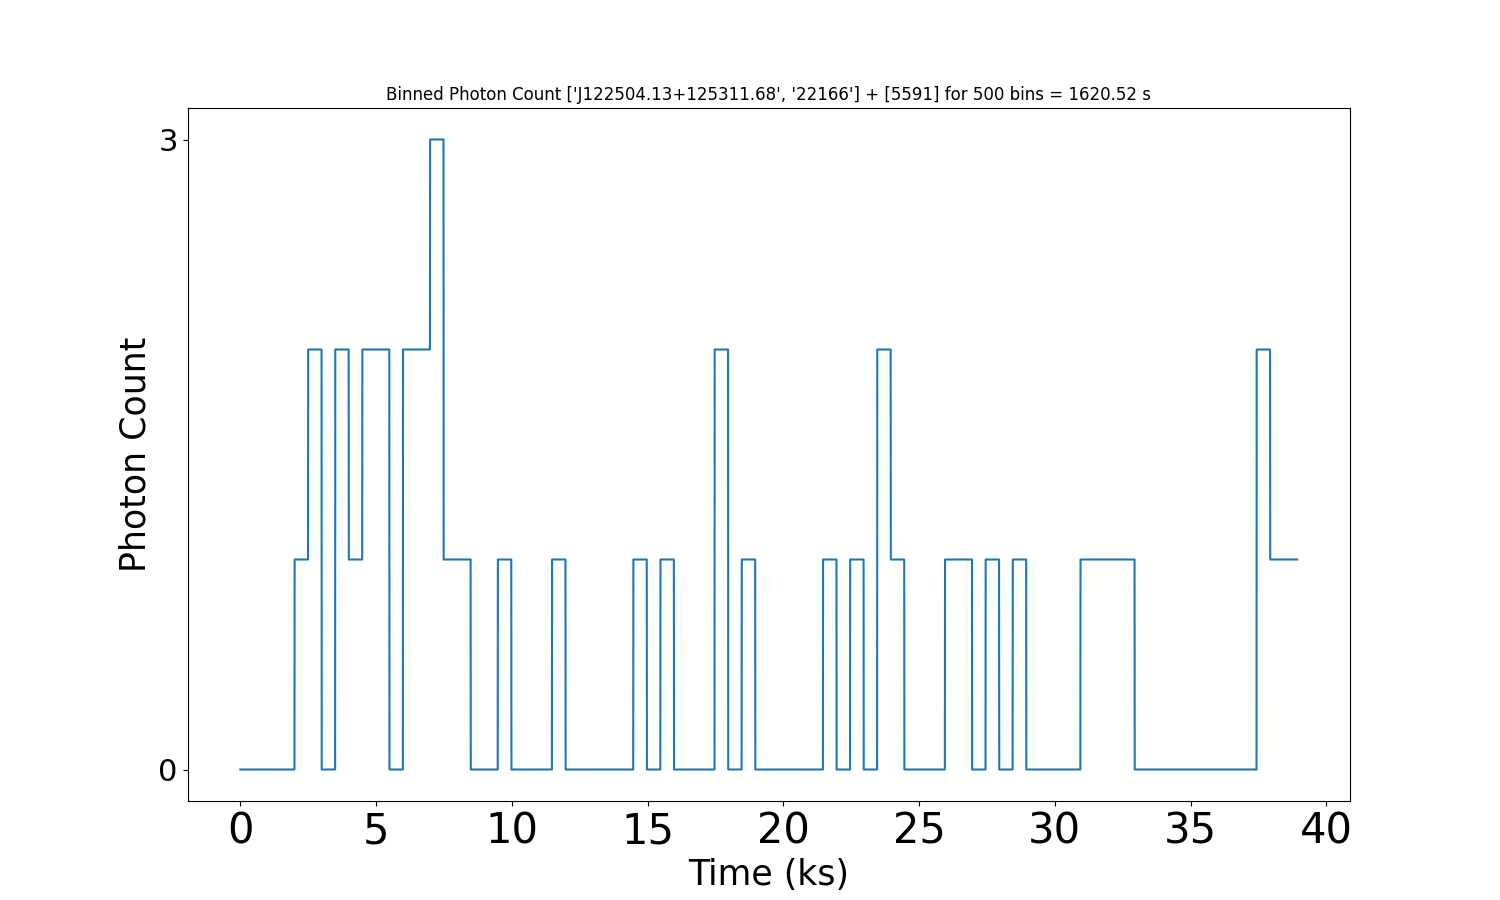 Binned Photon Count ['J122504.13+125311.68', '22166'] + [5591] for 500 bins = 1620.52 s
3
0
Photon Count
0 5 10 15 20 25 30 35 40
Time (ks)